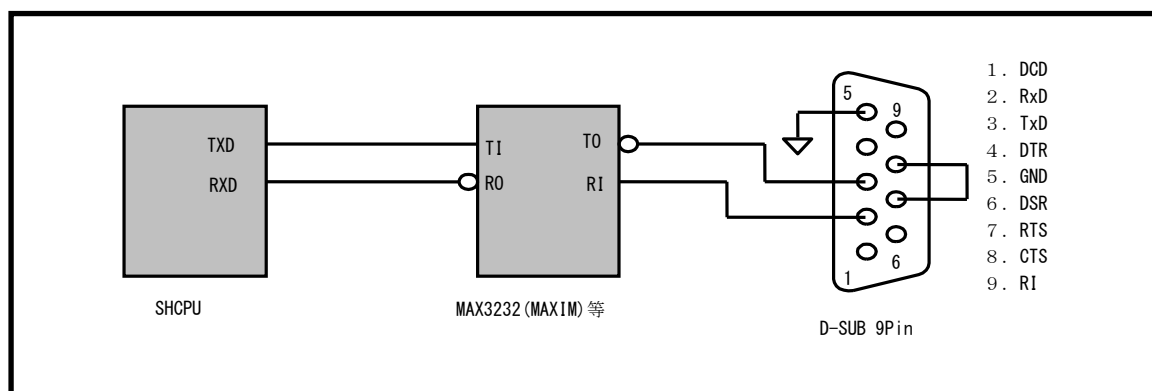 TXD
RXD
SHCPU
TI
RO
TO
RI
MAX3232(MAXIM)等
5
9
1
6
D-SUB 9Pin
1. DCD
2. RxD
3. TxD
4. DTR
5. GND
6. DSR
7. RTS
8. CTS
9. RI